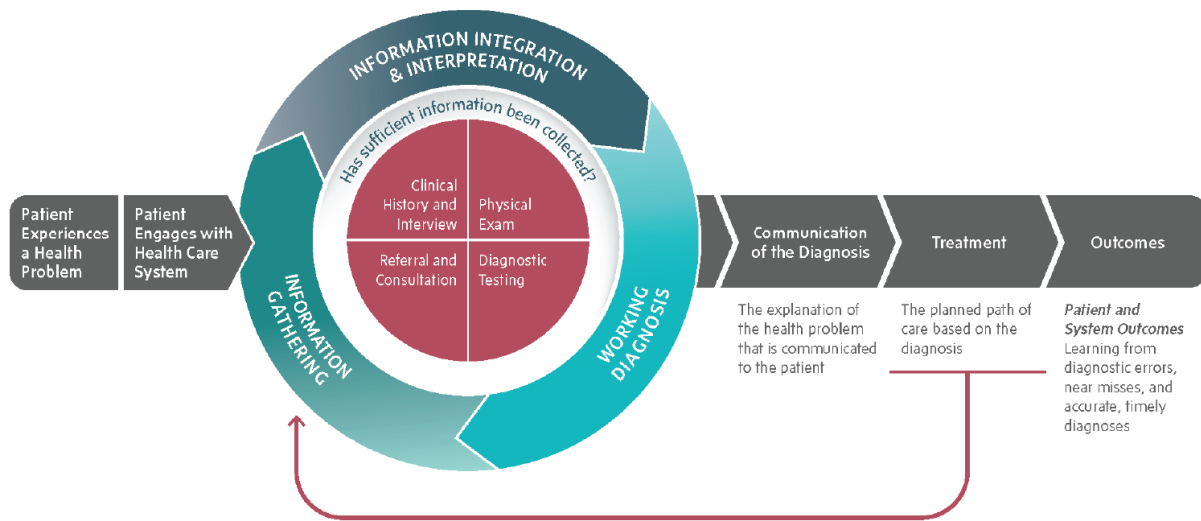 Patient
Experiences
a Health
Problem
Patient
Engages with
Health Care
System
INFORMATION GATHERING
INFORMATION INTEGRATION
& INTERPRETATION
WORKING
DIAGNOSIS
Has sufficient information been collected?
Clinical
History and
Interview
Physical
Exam
Referral and
Consultation
Diagnostic
Testing
Communication
of the Diagnosis
The explanation of
the health problem
that is communicated
to the patient
Treatment
The planned path of
care based on the
diagnosis
Outcomes
Patient and
System Outcomes
Learning from
diagnostic errors,
near misses, and
accurate, timely
diagnoses